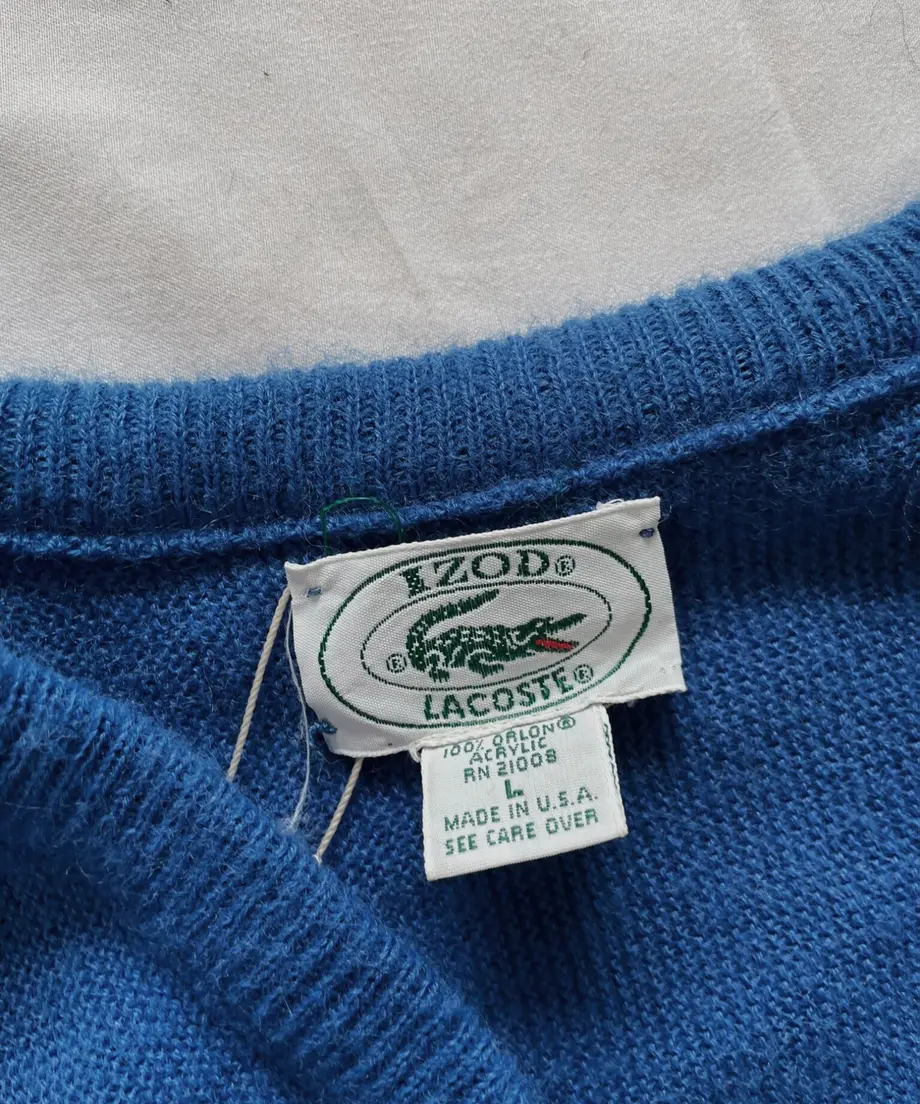 IZOD®
®
LACOSTE®
100% ORLON®
ACRYLIC
RN 21008
L
MADE IN U.S.A.
SEE CARE OVER